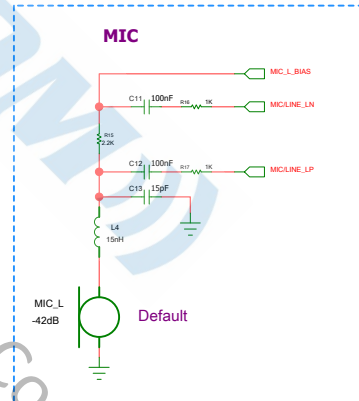 MIC
MIC_L_BIAS
C11 100nF R16 1K MIC/LINE_LN
R15
2.2K
C12 100nF R17 1K MIC/LINE_LP
C13 15pF
L4
15nH
MIC_L
-42dB
Default